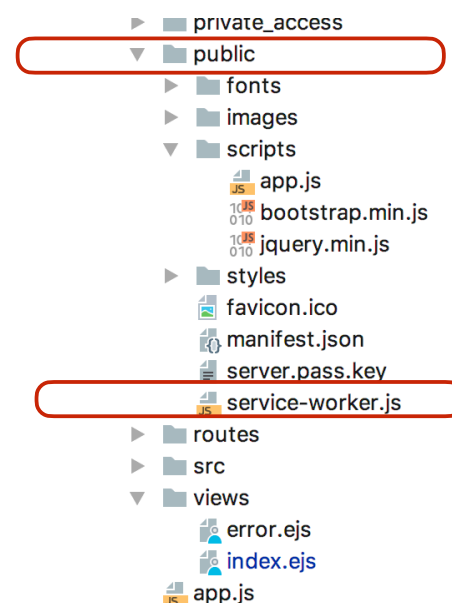 private_access
public
fonts
images
scripts
app.js
bootstrap.min.js
jquery.min.js
styles
favicon.ico
manifest.json
server.pass.key
service-worker.js
routes
src
views
error.ejs
index.ejs
app.js